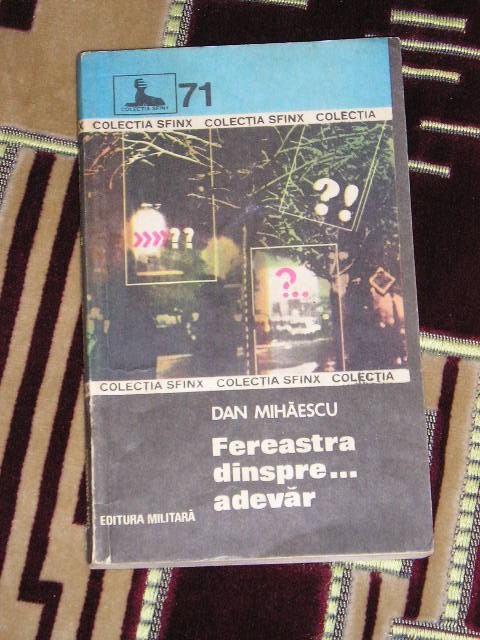 COLECTIA SFINX
71
COLECTIA SFINX COLECTIA SFINX COLECTIA
?!
»»??
?...
COLECTIA SFINX COLECTIA SFINX COLECȚIA
DAN MIHĂESCU
Fereastra
dinspre...
adevăr
EDITURA MILITARĂ